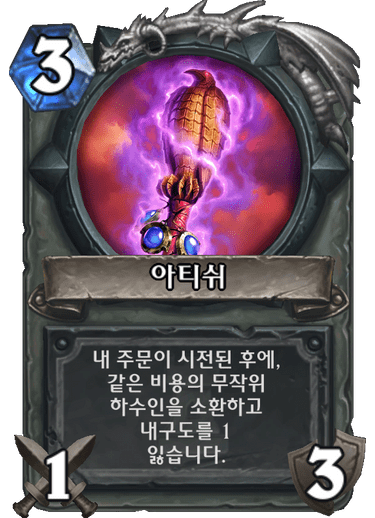 3
아티쉬
내 주문이 시전된 후에,
같은 비용의 무작위
하수인을 소환하고
내구도를 1
잃습니다.
1
3